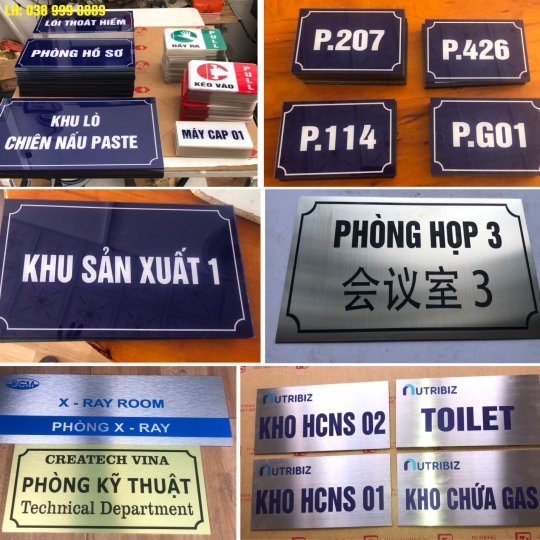 LH: 038 999 0889
LỐI THOÁT HIỂM
PHÒNG HỒ SƠ
ĐẨY RA
PUSH
KÉO VÀO
PULL
KHU LÒ
CHIÊN NẤU PASTE
MÁY CAP 01
P.207
P.426
P.114
P.G01
KHU SẢN XUẤT 1
PHÒNG HỌP 3
会议室 3
X - RAY ROOM
PHÒNG X - RAY
CREATECH VINA
PHÒNG KỸ THUẬT
Technical Department
NUTRIBIZ
KHO HCNS 02
NUTRIBIZ
TOILET
NUTRIBIZ
KHO HCNS 01
NUTRIBIZ
KHO CHỨA GAS